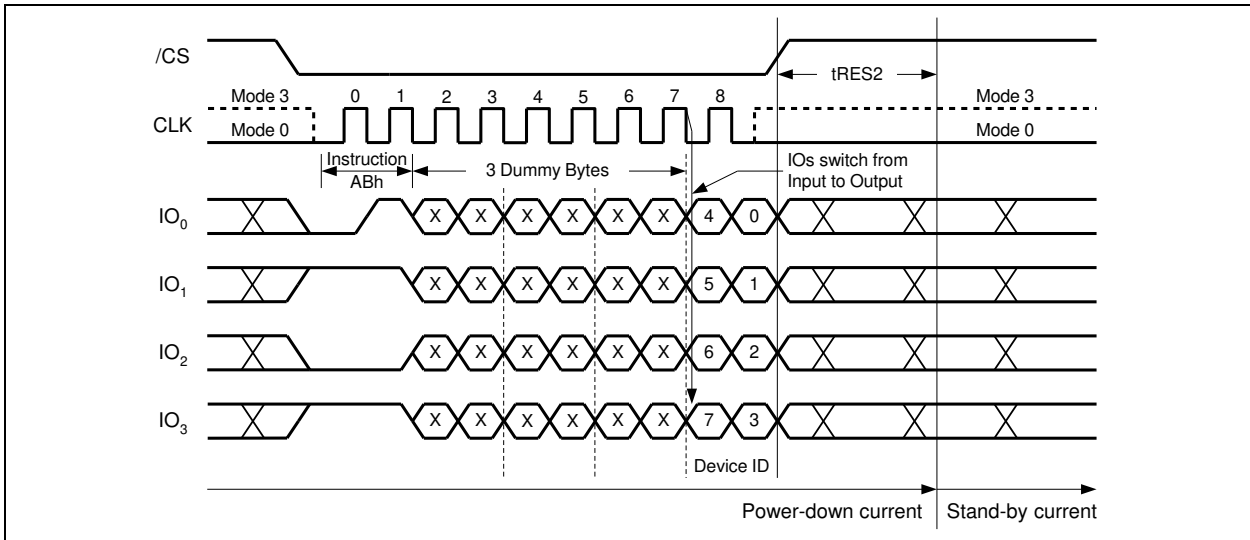 /CS
tRES2
Mode 3 0 1 2 3 4 5 6 7 8 Mode 3
CLK
Mode 0 Mode 0
Instruction
ABh
3 Dummy Bytes
IOs switch from
Input to Output
IO0 X X X X X X 4 0
IO1 X X X X X X 5 1
IO2 X X X X X X 6 2
IO3 X X X X X X 7 3
Device ID
Power-down current Stand-by current